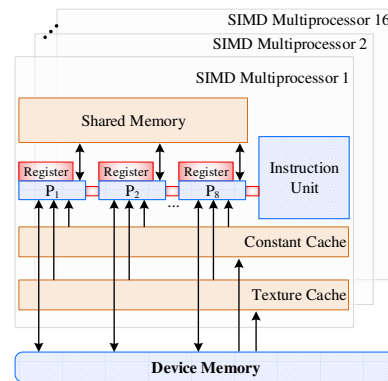 SIMD Multiprocessor 16
SIMD Multiprocessor 2
SIMD Multiprocessor 1
Shared Memory
Register Register Register
P1 P2 ... P8
Instruction
Unit
Constant Cache
Texture Cache
Device Memory